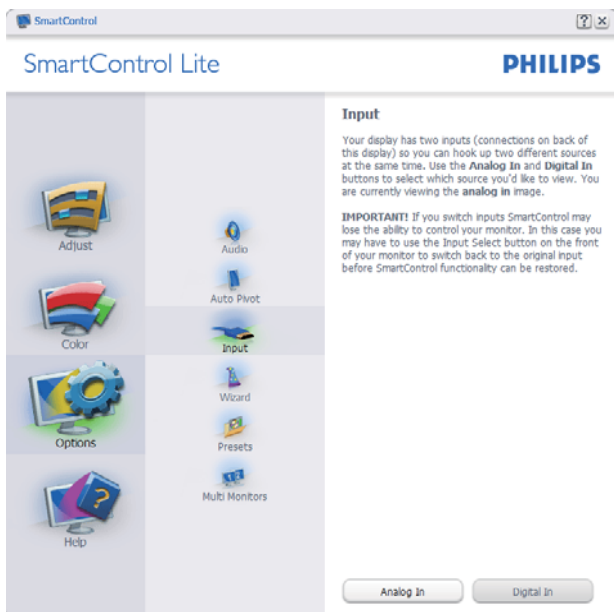 SmartControl
SmartControl Lite
PHILIPS
Adjust
Color
Options
Help
Audio
Auto Pivot
Input
Wizard
Presets
Multi Monitors
Input
Your display has two inputs (connections on back of
this display) so you can hook up two different sources
at the same time. Use the Analog In and Digital In
buttons to select which source you'd like to view. You
are currently viewing the analog in image.
IMPORTANT! If you switch inputs SmartControl may
lose the ability to control your monitor. In this case you
may have to use the Input Select button on the front
of your monitor to switch back to the original input
before SmartControl functionality can be restored.
Analog In
Digital In